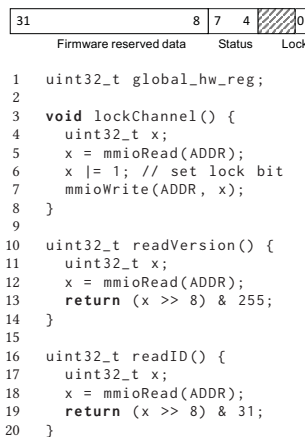 31 8 7 4 0
Firmware reserved data Status Lock
1 uint32_t global_hw_reg;
2
3 void lockChannel() {
4 uint32_t x;
5 x = mmioRead(ADDR);
6 x |= 1; // set lock bit
7 mmioWrite(ADDR, x);
8 }
9
10 uint32_t readVersion() {
11 uint32_t x;
12 x = mmioRead(ADDR);
13 return (x >> 8) & 255;
14 }
15
16 uint32_t readID() {
17 uint32_t x;
18 x = mmioRead(ADDR);
19 return (x >> 8) & 31;
20 }